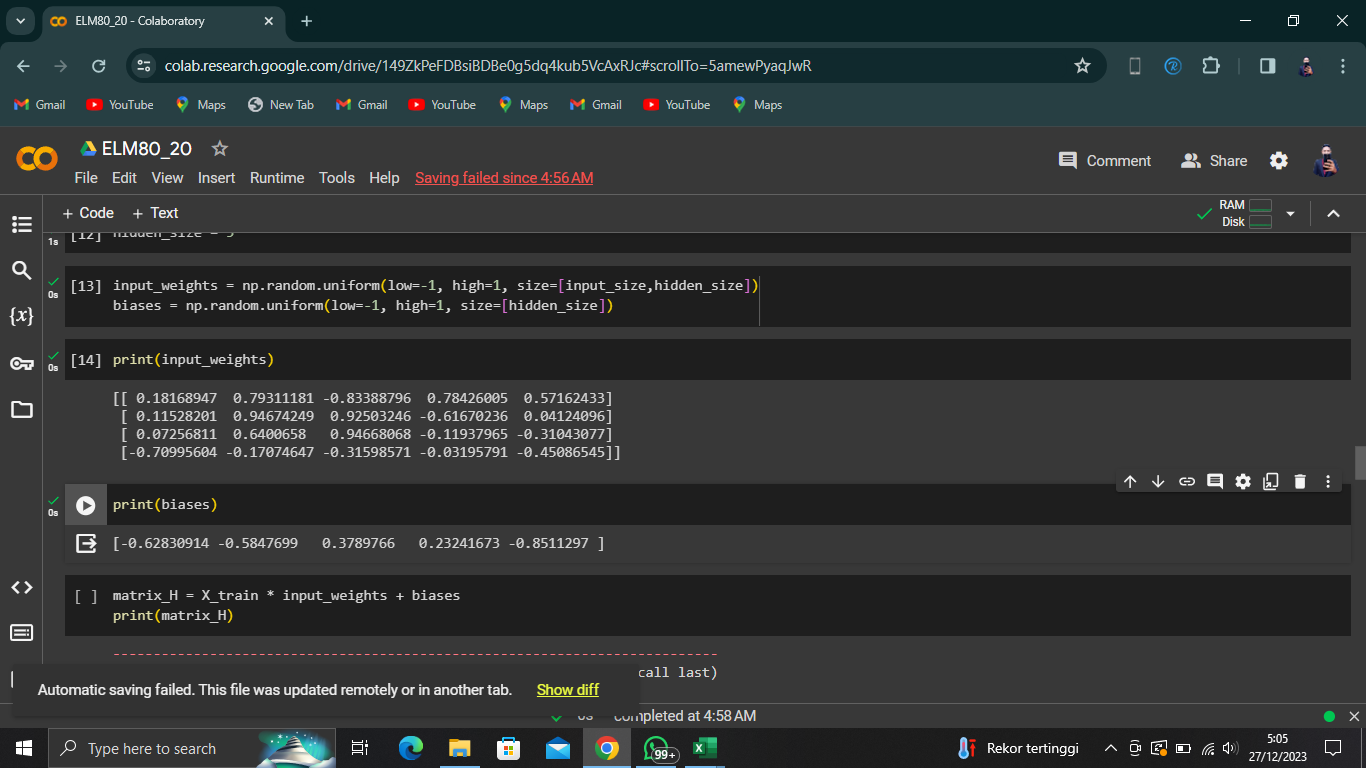 ELM80_20 - Colaboratory
colab.research.google.com/drive/149ZkPeFDBsiBDBe0g5dq4kub5VcAxRJc#scrollTo=5amewPyaqJwR
Gmail YouTube Maps New Tab Gmail YouTube Maps Gmail YouTube Maps
ELM80_20
Comment Share
File Edit View Insert Runtime Tools Help Saving failed since 4:56 AM
+ Code + Text
RAM
Disk
1s [12] hidden_size = 5
[13] input_weights = np.random.uniform(low=-1, high=1, size=[input_size,hidden_size])
0s biases = np.random.uniform(low=-1, high=1, size=[hidden_size])
0s [14] print(input_weights)
[[ 0.18168947 0.79311181 -0.83388796 0.78426005 0.57162433]
[ 0.11528201 0.94674249 0.92503246 -0.61670236 0.04124096]
[ 0.07256811 0.6400658 0.94668068 -0.11937965 -0.31043077]
[-0.70995604 -0.17074647 -0.31598571 -0.03195791 -0.45086545]]
0s print(biases)
[-0.62830914 -0.5847699 0.3789766 0.23241673 -0.8511297 ]
[ ] matrix_H = X_train * input_weights + biases
print(matrix_H)
---------------------------------------------------------------------------
call last)
Automatic saving failed. This file was updated remotely or in another tab. Show diff
0s completed at 4:58 AM
Type here to search
99+
Rekor tertinggi
5:05
27/12/2023